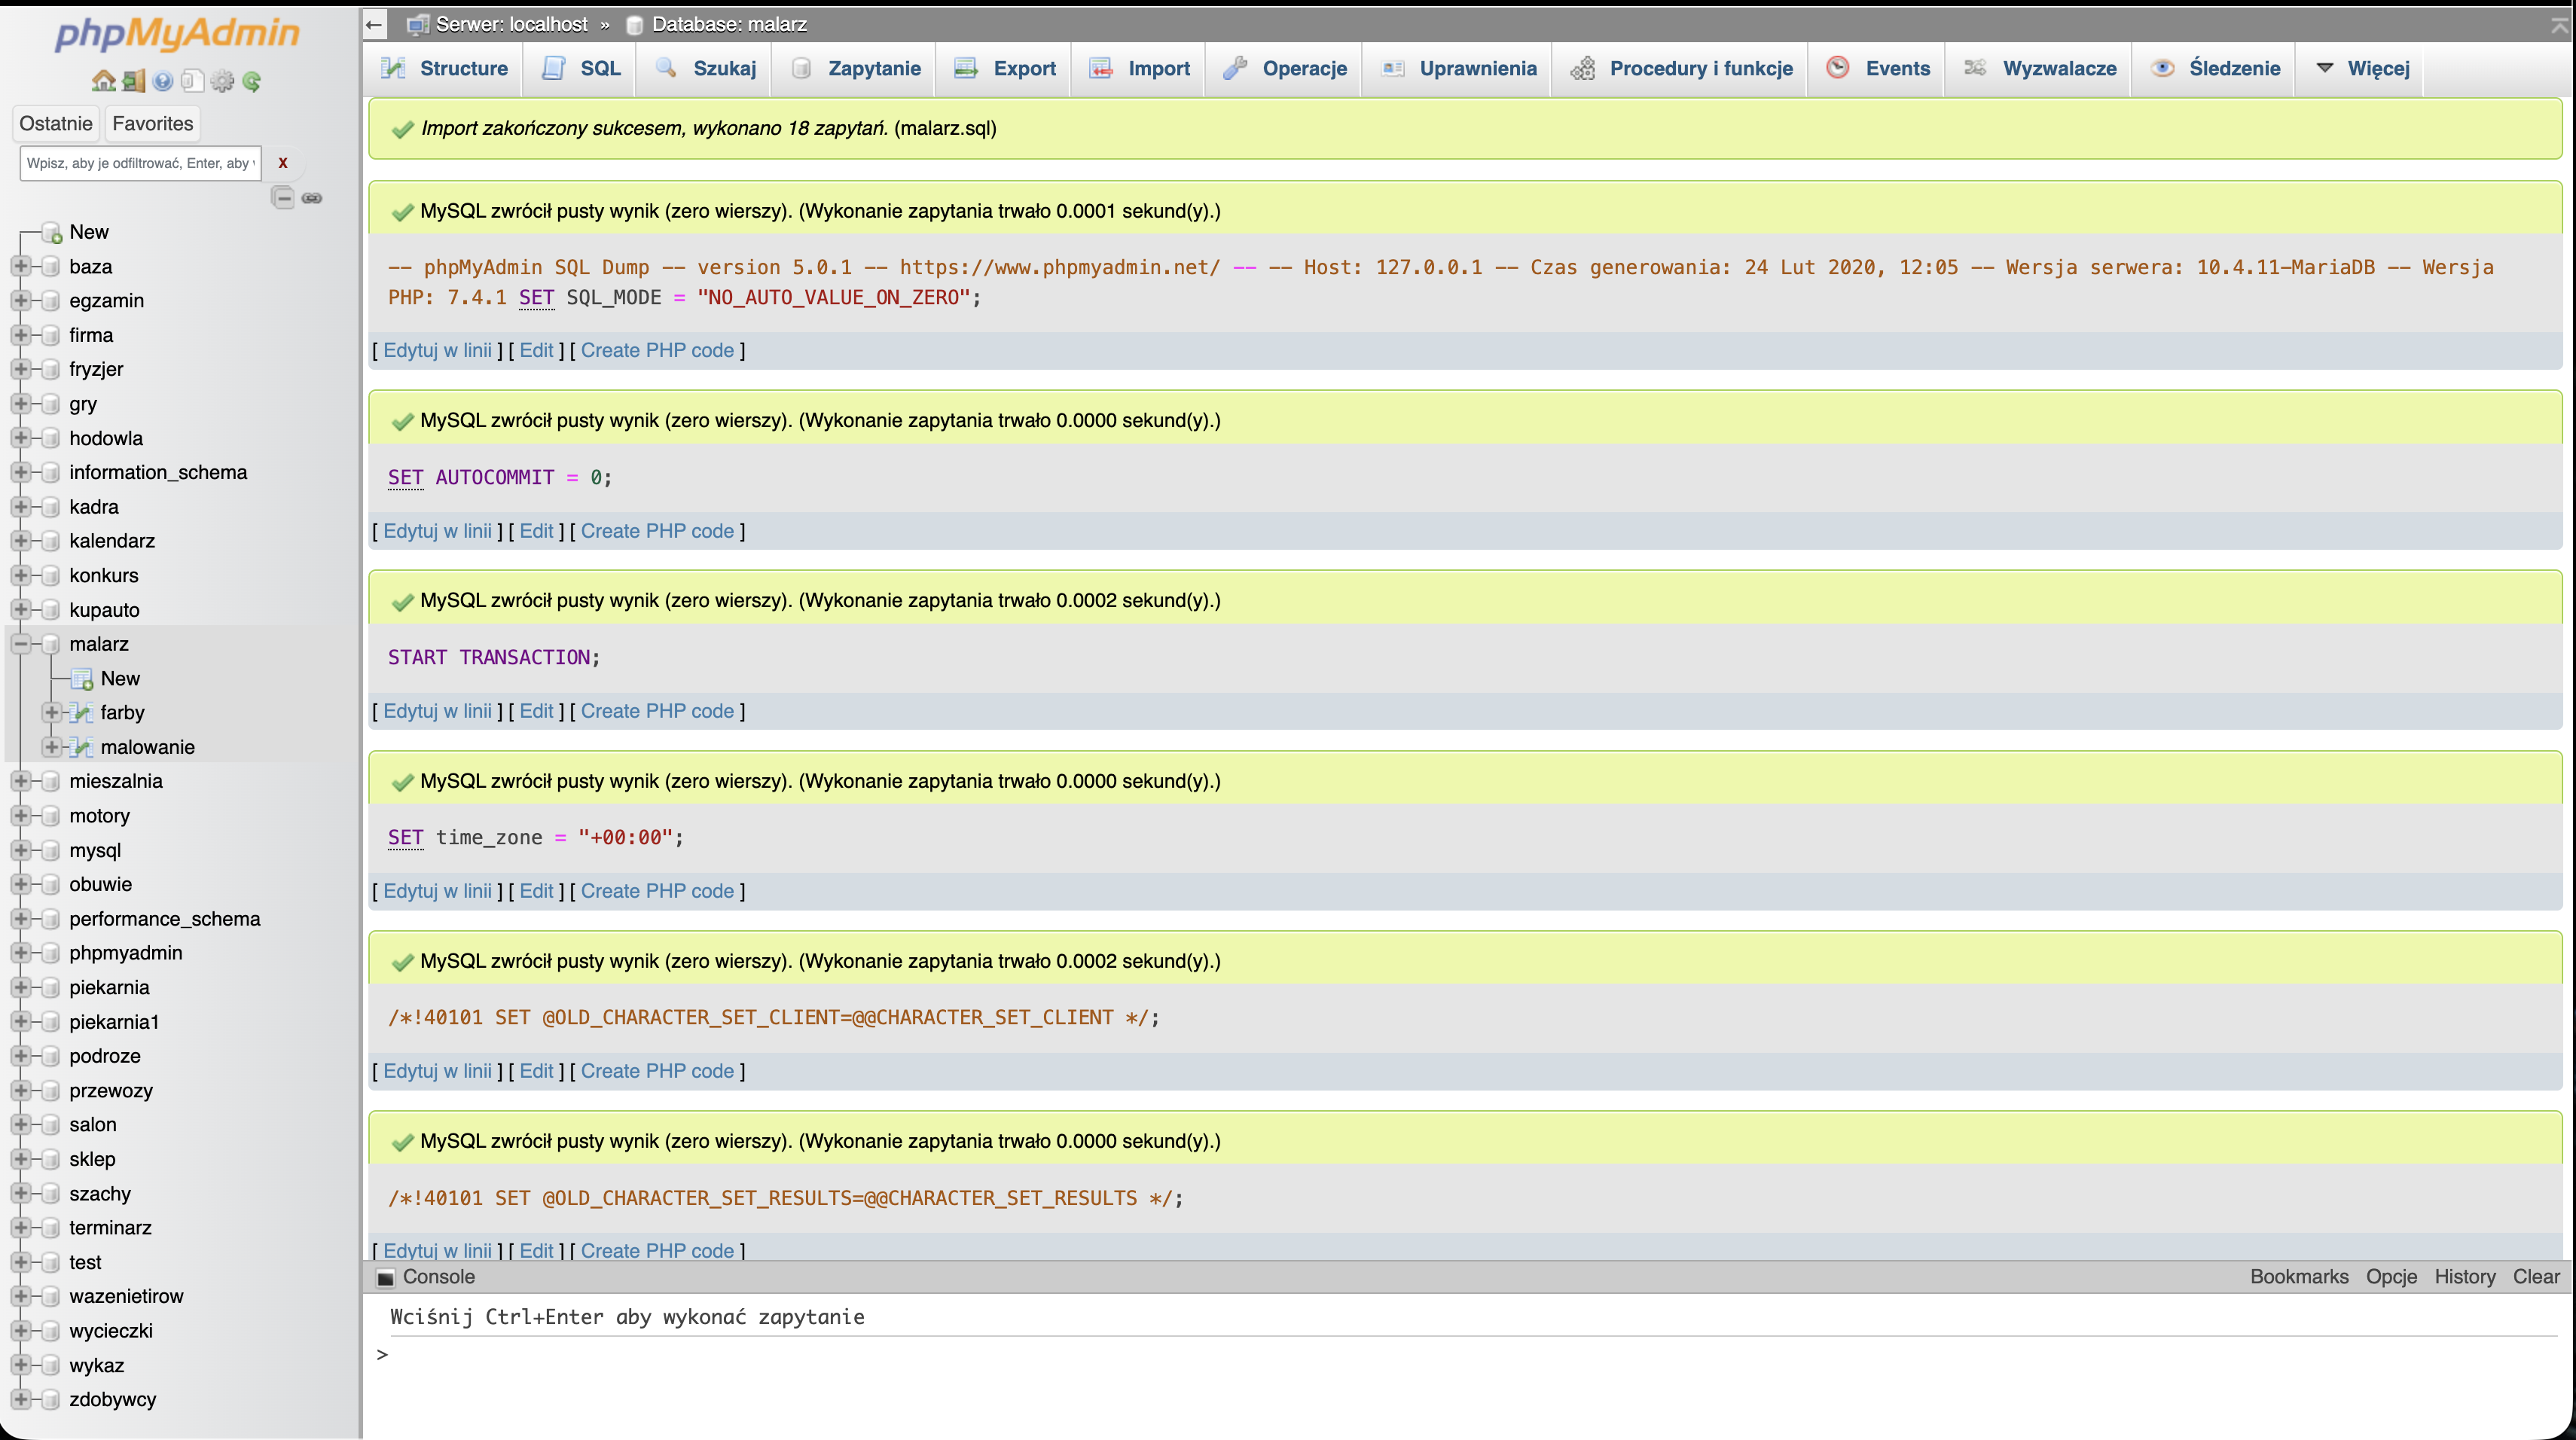 phpMyAdmin
Ostatnie Favorites
Wpisz, aby je odfiltrować, Enter, aby
X
New
baza
egzamin
firma
fryzjer
gry
hodowla
information_schema
kadra
kalendarz
konkurs
kupauto
malarz
New
farby
malowanie
mieszalnia
motory
mysql
obuwie
performance_schema
phpmyadmin
piekarnia
piekarnia1
podroze
przewozy
salon
sklep
szachy
terminarz
test
wazenietirow
wycieczki
wykaz
zdobywcy
← Serwer: localhost » Database: malarz
Structure SQL Szukaj Zapytanie Export Import Operacje Uprawnienia Procedury i funkcje Events Wyzwalacze Śledzenie Więcej
Import zakończony sukcesem, wykonano 18 zapytań. (malarz.sql)
MySQL zwrócił pusty wynik (zero wierszy). (Wykonanie zapytania trwało 0.0001 sekund(y).)
-- phpMyAdmin SQL Dump -- version 5.0.1 -- https://www.phpmyadmin.net/ -- -- Host: 127.0.0.1 -- Czas generowania: 24 Lut 2020, 12:05 -- Wersja serwera: 10.4.11-MariaDB -- Wersja
PHP: 7.4.1 SET SQL_MODE = "NO_AUTO_VALUE_ON_ZERO";
[ Edytuj w linii ] [ Edit ] [ Create PHP code ]
MySQL zwrócił pusty wynik (zero wierszy). (Wykonanie zapytania trwało 0.0000 sekund(y).)
SET AUTOCOMMIT = 0;
[ Edytuj w linii ] [ Edit ] [ Create PHP code ]
MySQL zwrócił pusty wynik (zero wierszy). (Wykonanie zapytania trwało 0.0002 sekund(y).)
START TRANSACTION;
[ Edytuj w linii ] [ Edit ] [ Create PHP code ]
MySQL zwrócił pusty wynik (zero wierszy). (Wykonanie zapytania trwało 0.0000 sekund(y).)
SET time_zone = "+00:00";
[ Edytuj w linii ] [ Edit ] [ Create PHP code ]
MySQL zwrócił pusty wynik (zero wierszy). (Wykonanie zapytania trwało 0.0002 sekund(y).)
/*!40101 SET @OLD_CHARACTER_SET_CLIENT=@@CHARACTER_SET_CLIENT */;
[ Edytuj w linii ] [ Edit ] [ Create PHP code ]
MySQL zwrócił pusty wynik (zero wierszy). (Wykonanie zapytania trwało 0.0000 sekund(y).)
/*!40101 SET @OLD_CHARACTER_SET_RESULTS=@@CHARACTER_SET_RESULTS */;
[ Edytuj w linii ] [ Edit ] [ Create PHP code ]
Console Bookmarks Opcje History Clear
Wciśnij Ctrl+Enter aby wykonać zapytanie
>